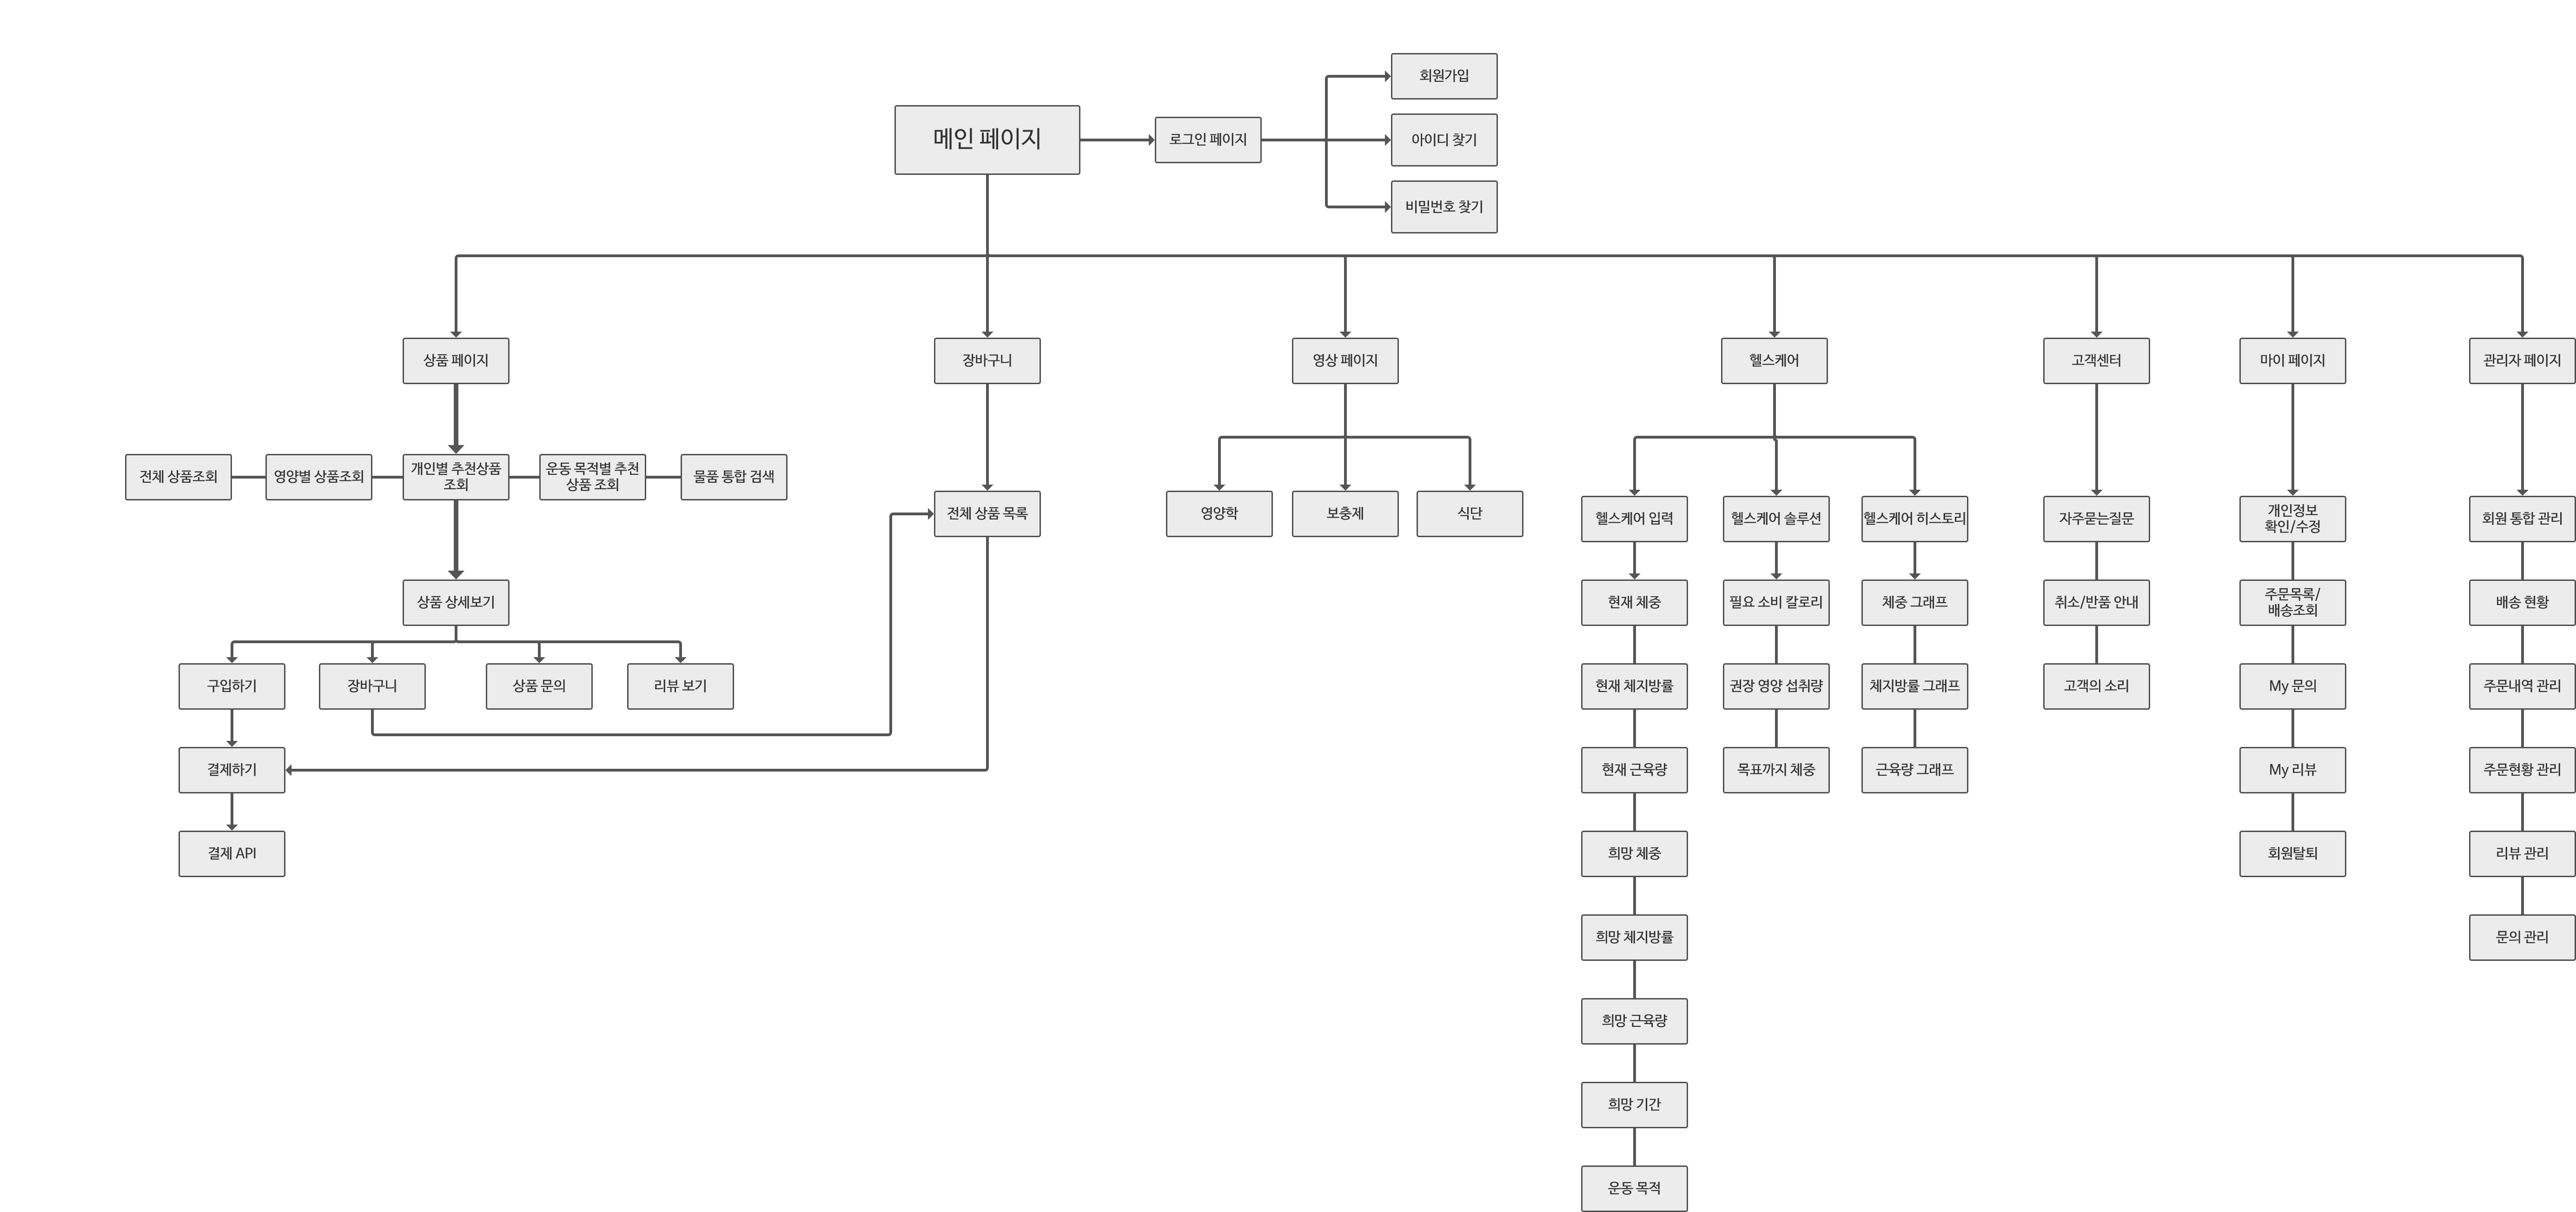 회원가입
메인 페이지
로그인 페이지
아이디 찾기
비밀번호 찾기
상품 페이지
장바구니
영상 페이지
헬스케어
고객센터
마이 페이지
관리자 페이지
전체 상품조회
영양별 상품조회
개인별 추천상품
조회
운동 목적별 추천
상품 조회
물품 통합 검색
전체 상품 목록
영양학
보충제
식단
헬스케어 입력
헬스케어 솔루션
헬스케어 히스토리
자주묻는질문
개인정보
확인/수정
회원 통합 관리
상품 상세보기
현재 체중
필요 소비 칼로리
체중 그래프
취소/반품 안내
주문목록/
배송조회
배송 현황
구입하기
장바구니
상품 문의
리뷰 보기
현재 체지방률
권장 영양 섭취량
체지방률 그래프
고객의 소리
My 문의
주문내역 관리
결제하기
현재 근육량
목표까지 체중
근육량 그래프
My 리뷰
주문현황 관리
결제 API
희망 체중
회원탈퇴
리뷰 관리
희망 체지방률
문의 관리
희망 근육량
희망 기간
운동 목적